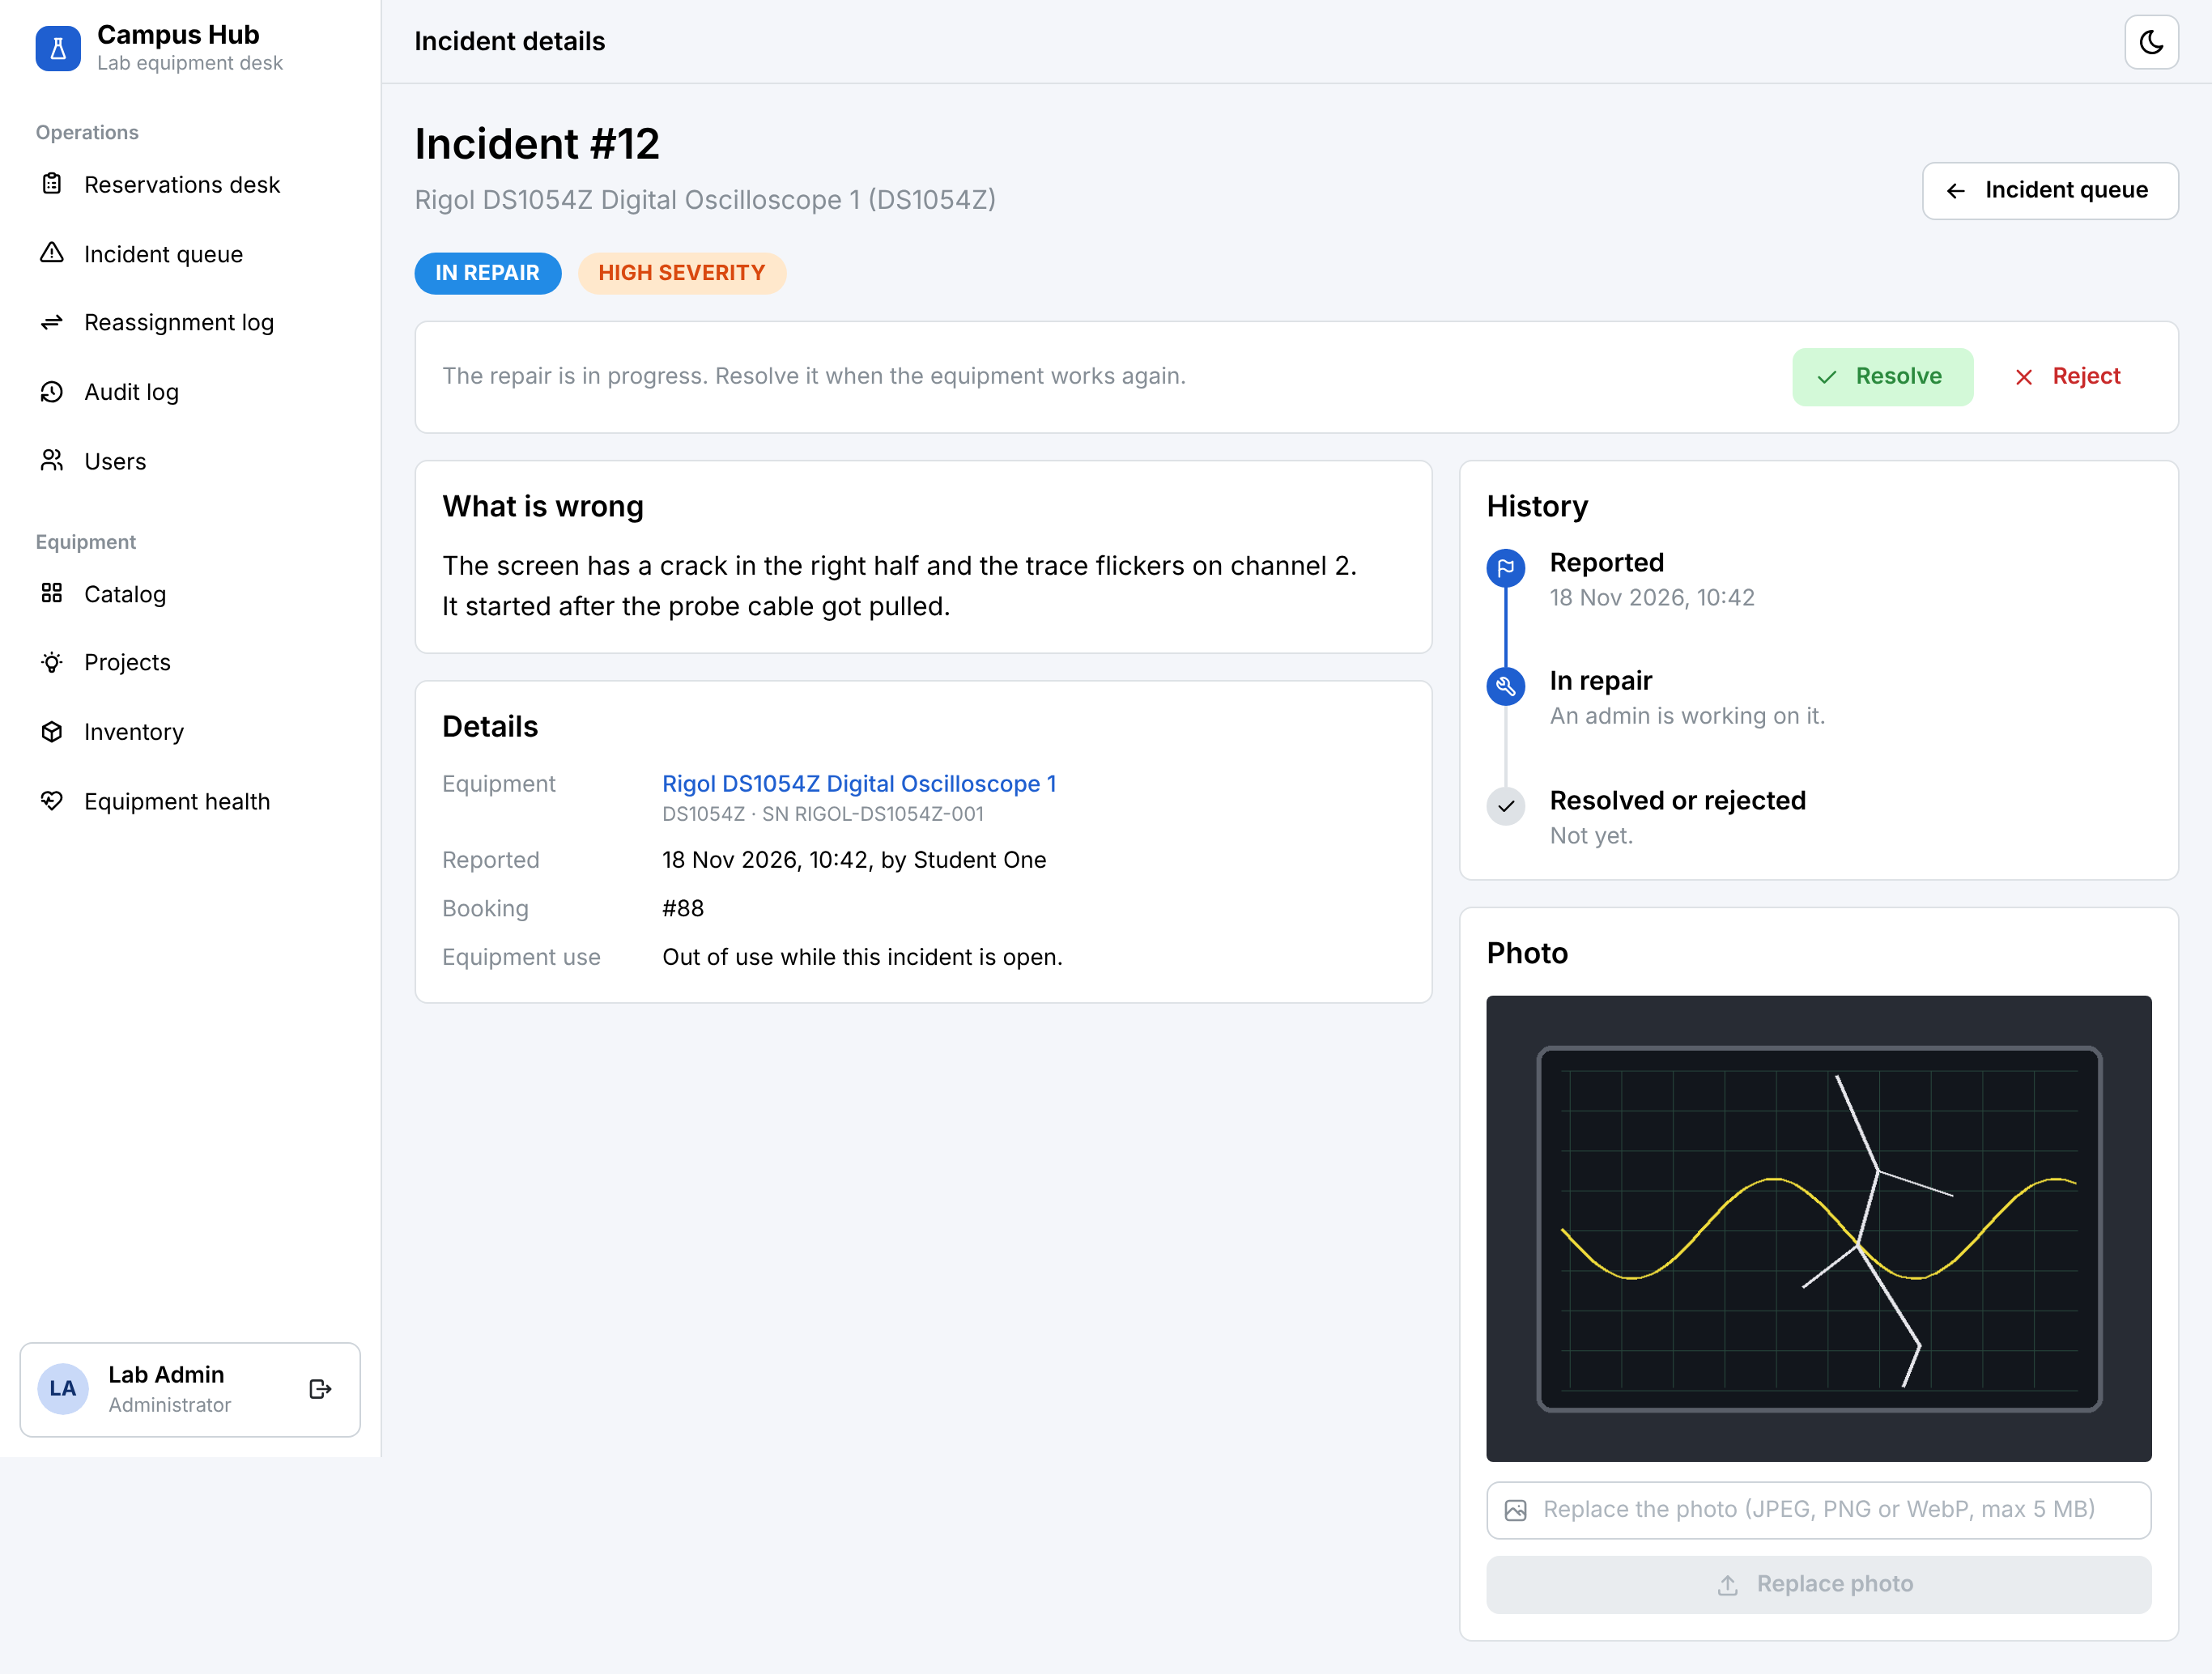 Campus Hub
Lab equipment desk
Operations
Reservations desk
Incident queue
Reassignment log
Audit log
Users
Equipment
Catalog
Projects
Inventory
Equipment health
LA
Lab Admin
Administrator
Incident details
Incident #12
Rigol DS1054Z Digital Oscilloscope 1 (DS1054Z)
Incident queue
IN REPAIR
HIGH SEVERITY
The repair is in progress. Resolve it when the equipment works again.
Resolve
Reject
What is wrong
The screen has a crack in the right half and the trace flickers on channel 2.
It started after the probe cable got pulled.
Details
Equipment
Rigol DS1054Z Digital Oscilloscope 1
DS1054Z · SN RIGOL-DS1054Z-001
Reported
18 Nov 2026, 10:42, by Student One
Booking
#88
Equipment use
Out of use while this incident is open.
History
Reported
18 Nov 2026, 10:42
In repair
An admin is working on it.
Resolved or rejected
Not yet.
Photo
Replace the photo (JPEG, PNG or WebP, max 5 MB)
Replace photo